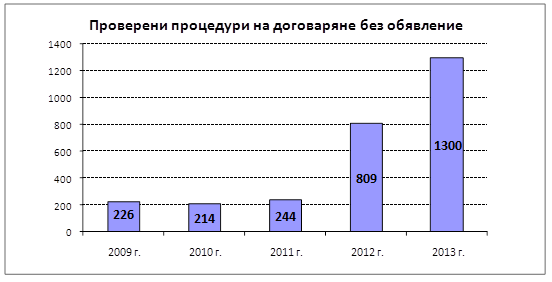 Проверени процедури на договаряне без обявление
1400
1200
1000
800
600
400
200
0
226
214
244
809
1300
2009 г.
2010 г.
2011 г.
2012 г.
2013 г.